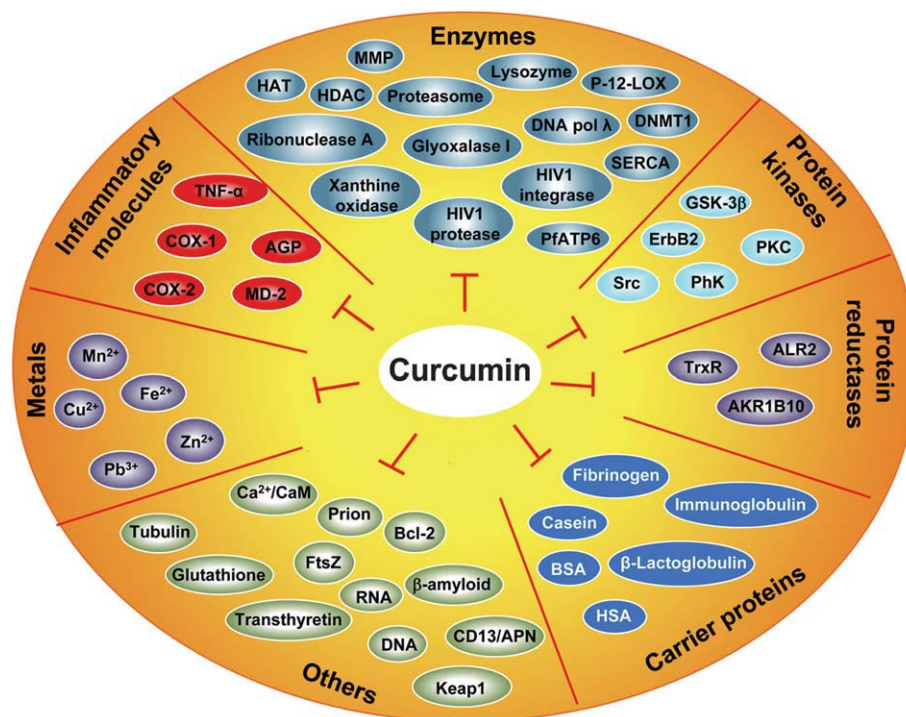 Enzymes
MMP
Lysozyme
P-12-LOX
HAT
HDAC
Proteasome
DNA pol λ
DNMT1
Ribonuclease A
Glyoxalase I
SERCA
Xanthine
oxidase
HIV1
integrase
HIV1
protease
PfATP6
Protein
kinases
GSK-3β
ErbB2
PKC
Src
PhK
Protein
reductases
TrxR
ALR2
AKR1B10
Carrier proteins
Fibrinogen
Immunoglobulin
Casein
BSA
β-Lactoglobulin
HSA
Others
Ca²⁺/CaM
Prion
Bcl-2
Tubulin
FtsZ
Glutathione
RNA
β-amyloid
Transthyretin
DNA
CD13/APN
Keap1
Metals
Mn²⁺
Fe²⁺
Cu²⁺
Zn²⁺
Pb³⁺
Inflammatory
molecules
TNF-α
COX-1
AGP
COX-2
MD-2
Curcumin